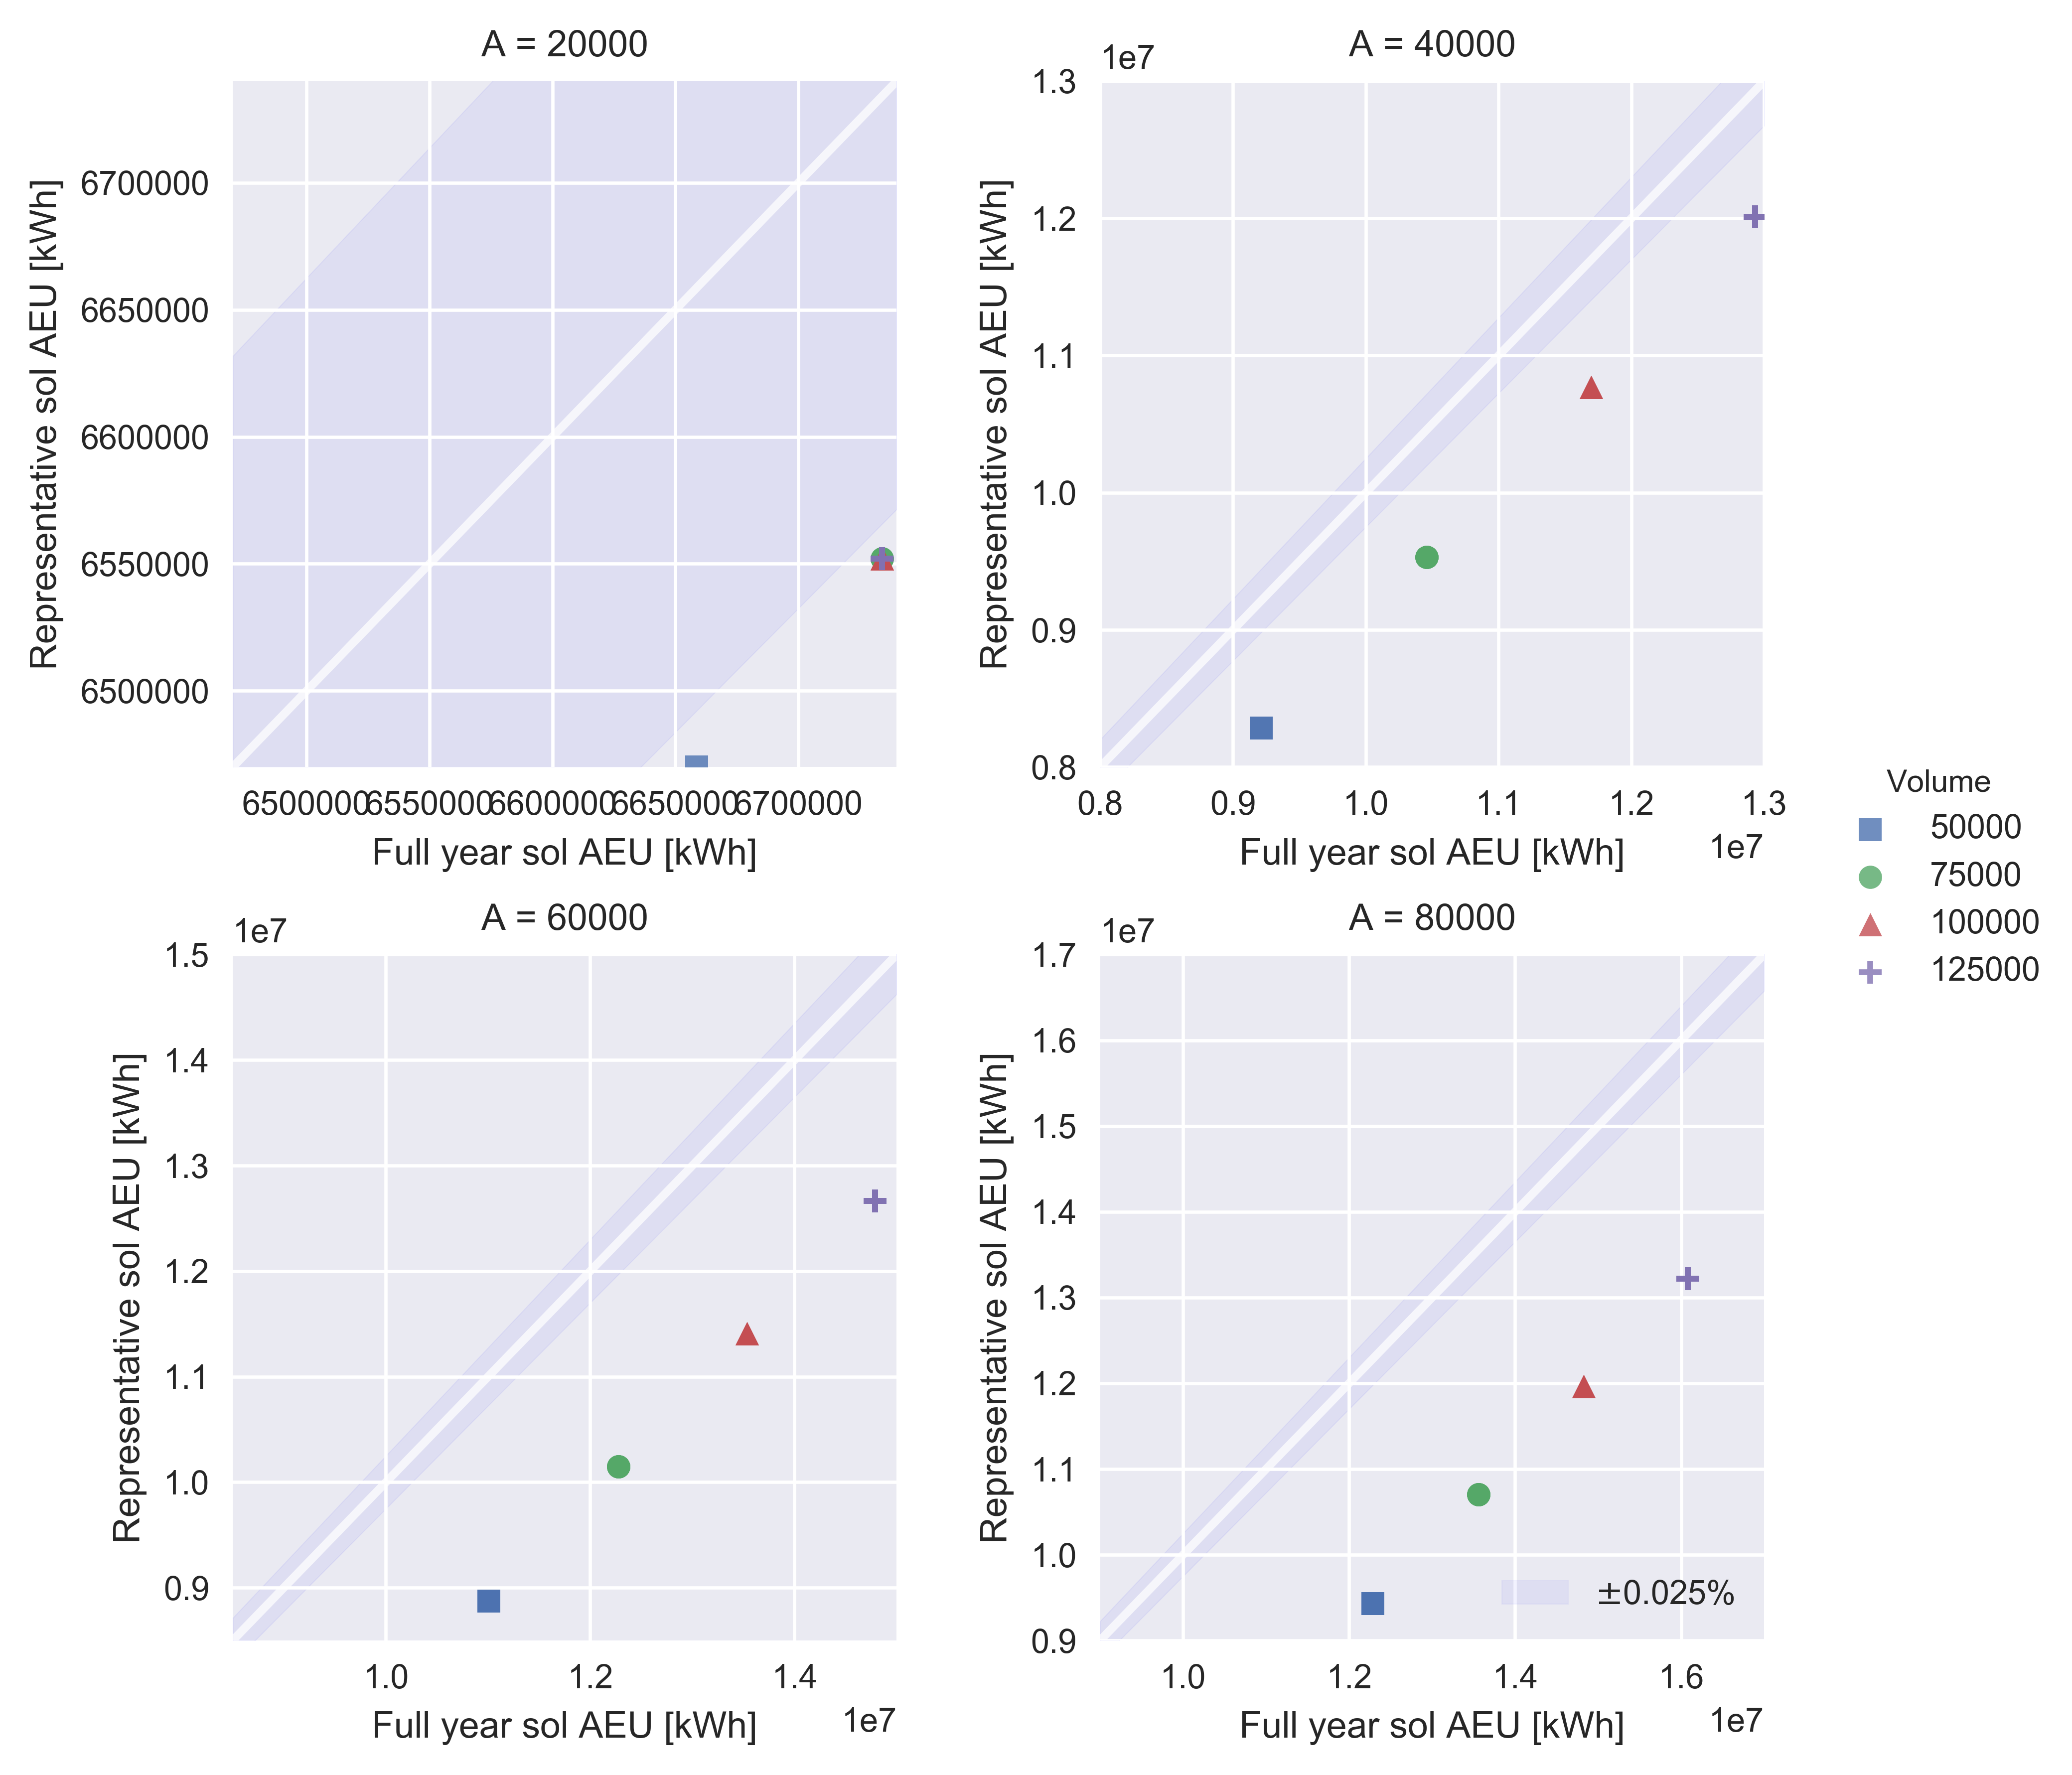 A = 20000
Representative sol AEU [kWh]
6700000
6650000
6600000
6550000
6500000
6500000 6550000 6600000 6650000 6700000
Full year sol AEU [kWh]
A = 40000
1e7
Representative sol AEU [kWh]
1.3
1.2
1.1
1.0
0.9
0.8
0.8 0.9 1.0 1.1 1.2 1.3
1e7
Full year sol AEU [kWh]
Volume
50000
75000
100000
125000
A = 60000
1e7
Representative sol AEU [kWh]
1.5
1.4
1.3
1.2
1.1
1.0
0.9
1.0 1.2 1.4
1e7
Full year sol AEU [kWh]
A = 80000
1e7
Representative sol AEU [kWh]
1.7
1.6
1.5
1.4
1.3
1.2
1.1
1.0
0.9
±0.025%
1.0 1.2 1.4 1.6
1e7
Full year sol AEU [kWh]